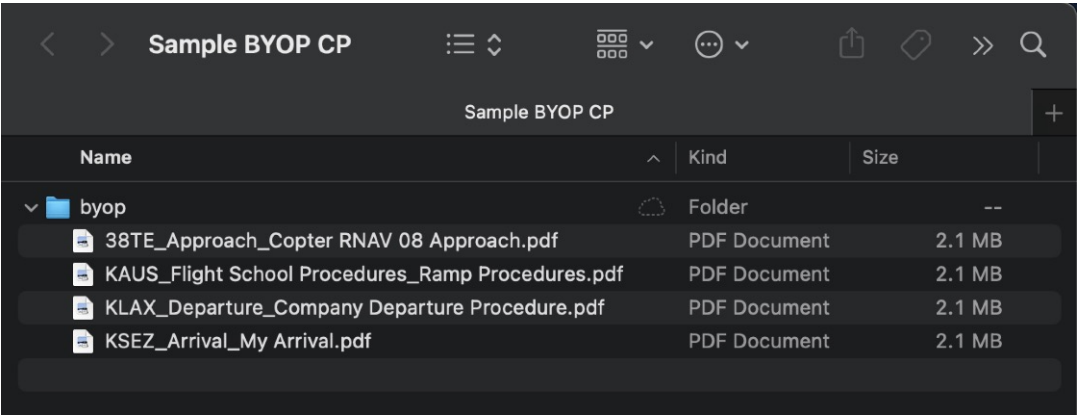 Sample BYOP CP
Sample BYOP CP
Name Kind Size
byop Folder --
38TE_Approach_Copter RNAV 08 Approach.pdf PDF Document 2.1 MB
KAUS_Flight School Procedures_Ramp Procedures.pdf PDF Document 2.1 MB
KLAX_Departure_Company Departure Procedure.pdf PDF Document 2.1 MB
KSEZ_Arrival_My Arrival.pdf PDF Document 2.1 MB